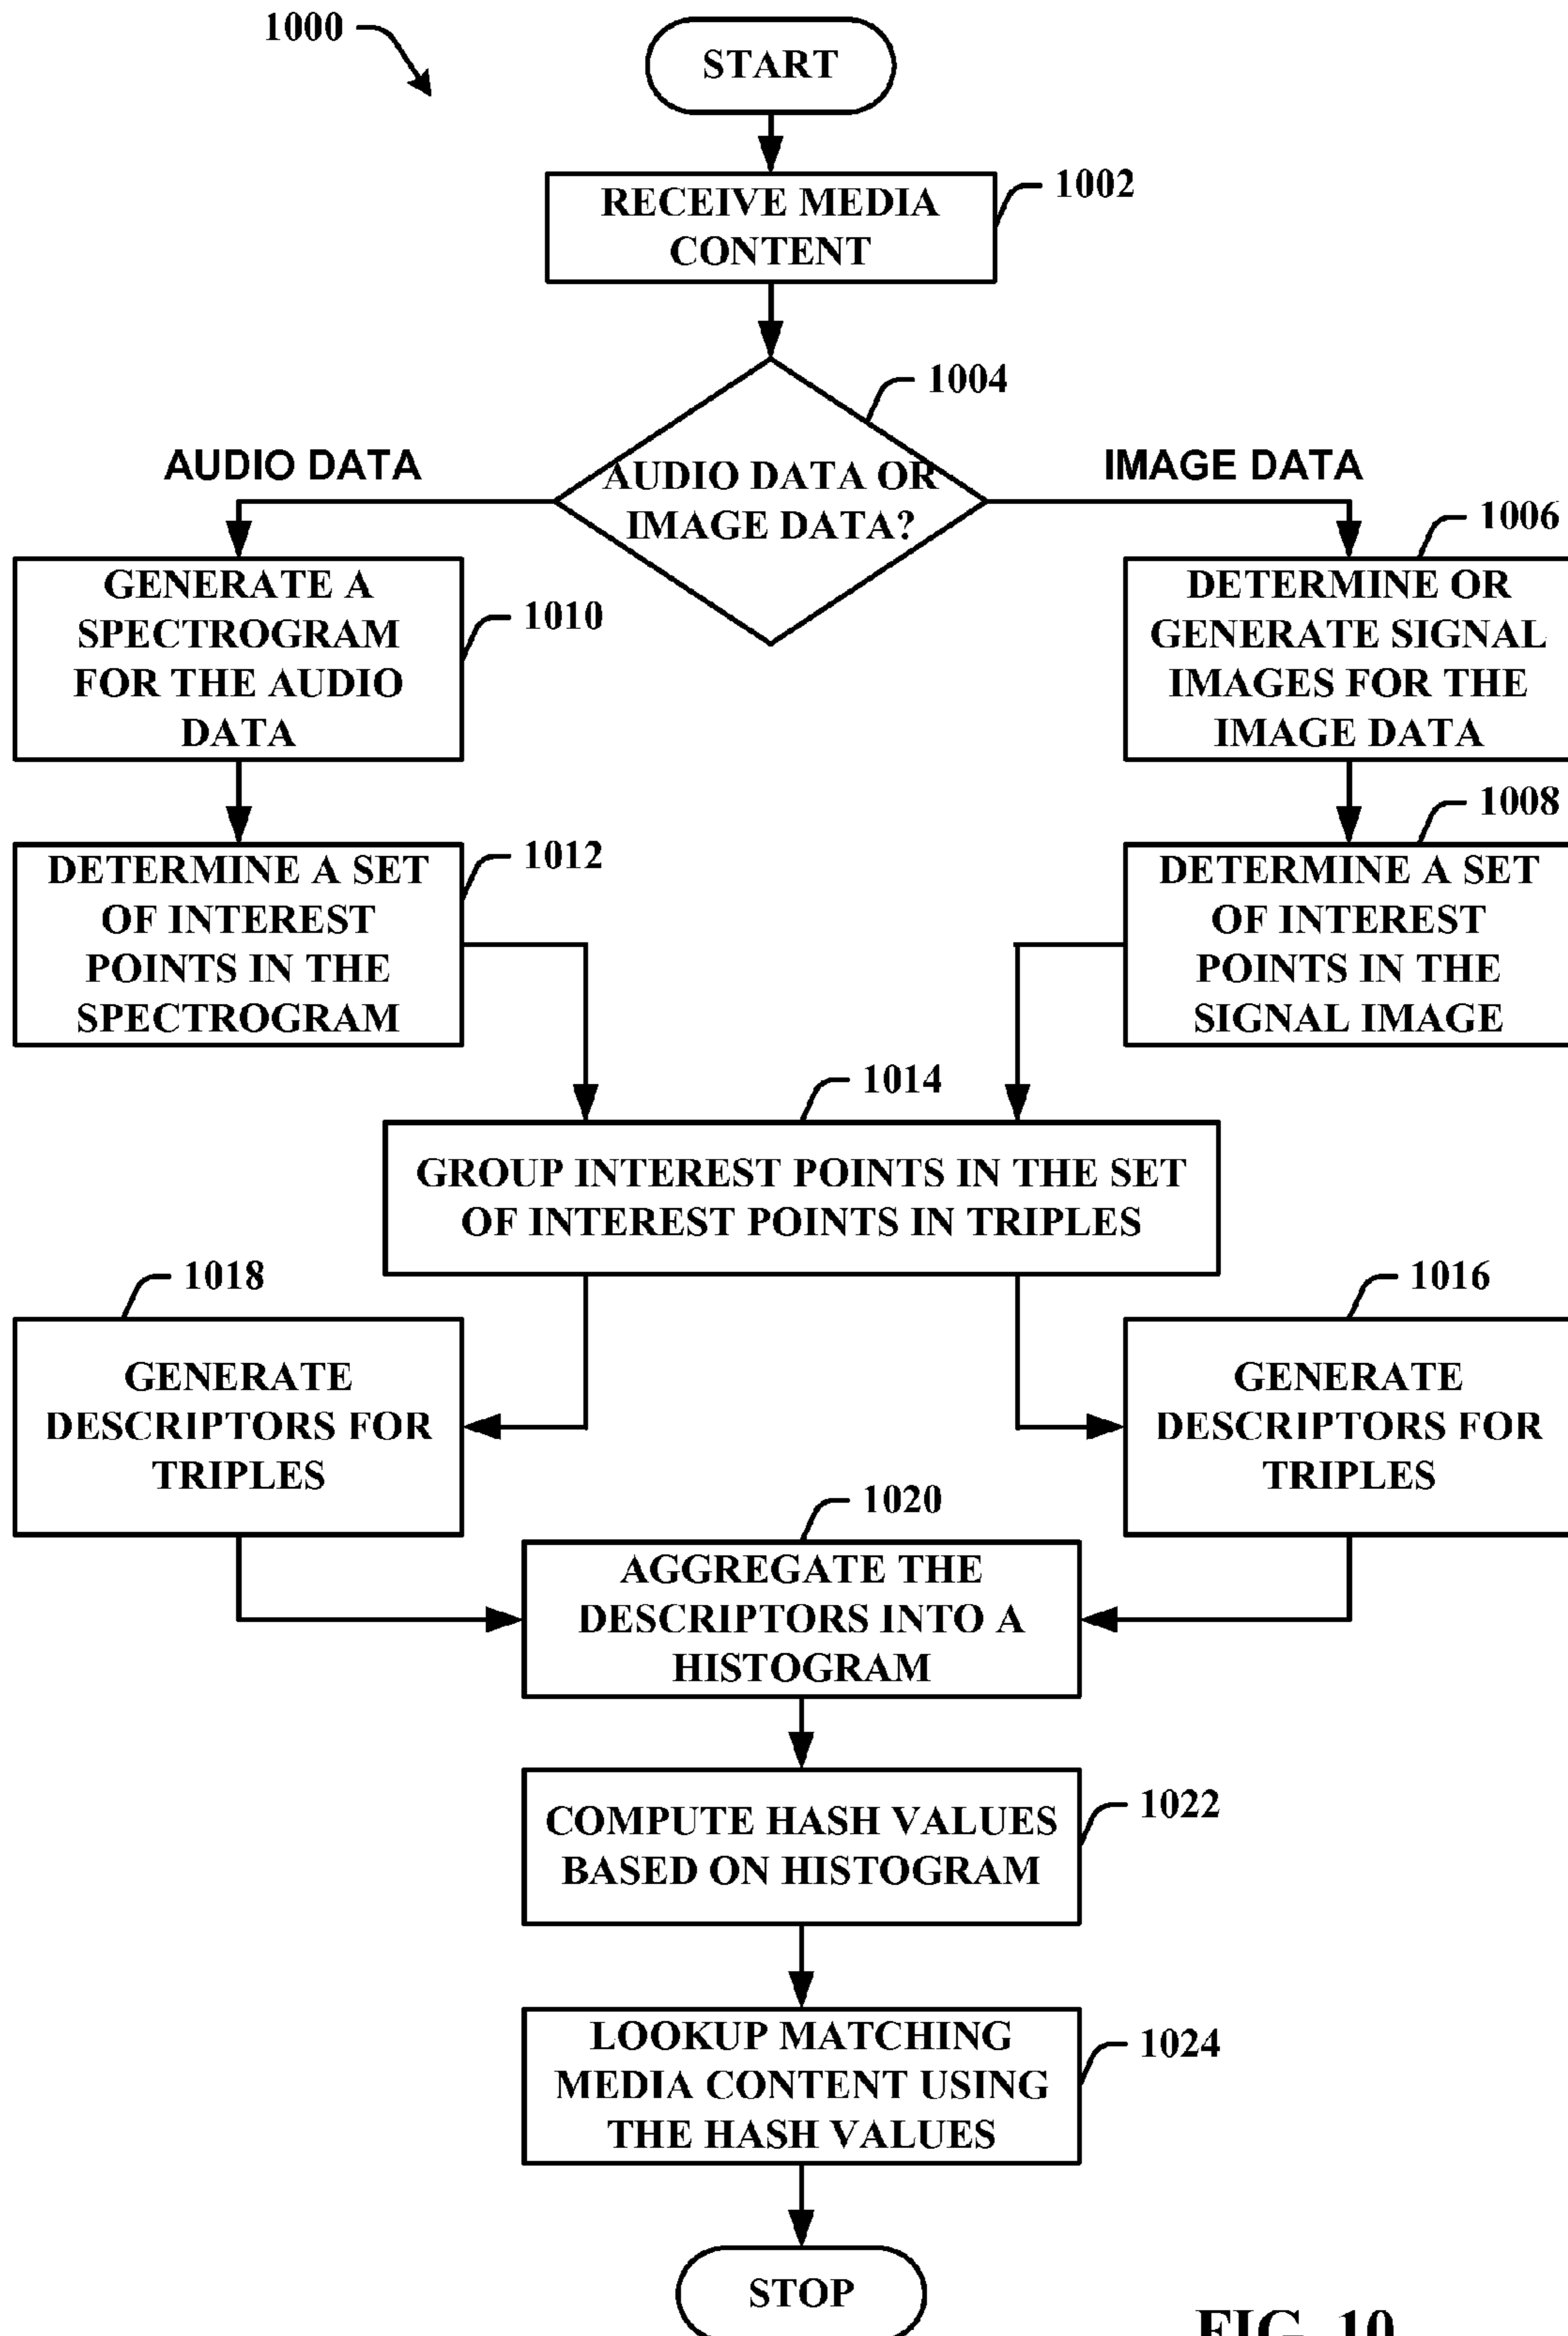 1000
START
RECEIVE MEDIA
CONTENT
1002
1004
AUDIO DATA
AUDIO DATA OR
IMAGE DATA?
IMAGE DATA
GENERATE A
SPECTROGRAM
FOR THE AUDIO
DATA
1010
1006
DETERMINE OR
GENERATE SIGNAL
IMAGES FOR THE
IMAGE DATA
1012
DETERMINE A SET
OF INTEREST
POINTS IN THE
SPECTROGRAM
1008
DETERMINE A SET
OF INTEREST
POINTS IN THE
SIGNAL IMAGE
1014
GROUP INTEREST POINTS IN THE SET
OF INTEREST POINTS IN TRIPLES
1018
GENERATE
DESCRIPTORS FOR
TRIPLES
1016
GENERATE
DESCRIPTORS FOR
TRIPLES
1020
AGGREGATE THE
DESCRIPTORS INTO A
HISTOGRAM
COMPUTE HASH VALUES
BASED ON HISTOGRAM
1022
LOOKUP MATCHING
MEDIA CONTENT USING
THE HASH VALUES
1024
STOP
FIG. 10